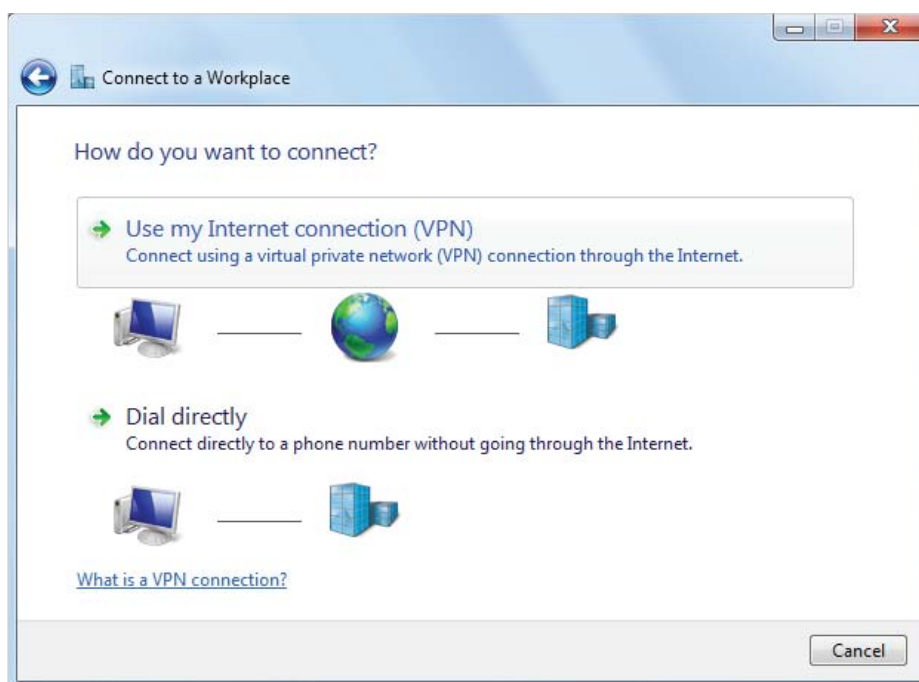 Connect to a Workplace
How do you want to connect?
Use my Internet connection (VPN)
Connect using a virtual private network (VPN) connection through the Internet.
Dial directly
Connect directly to a phone number without going through the Internet.
What is a VPN connection?
Cancel